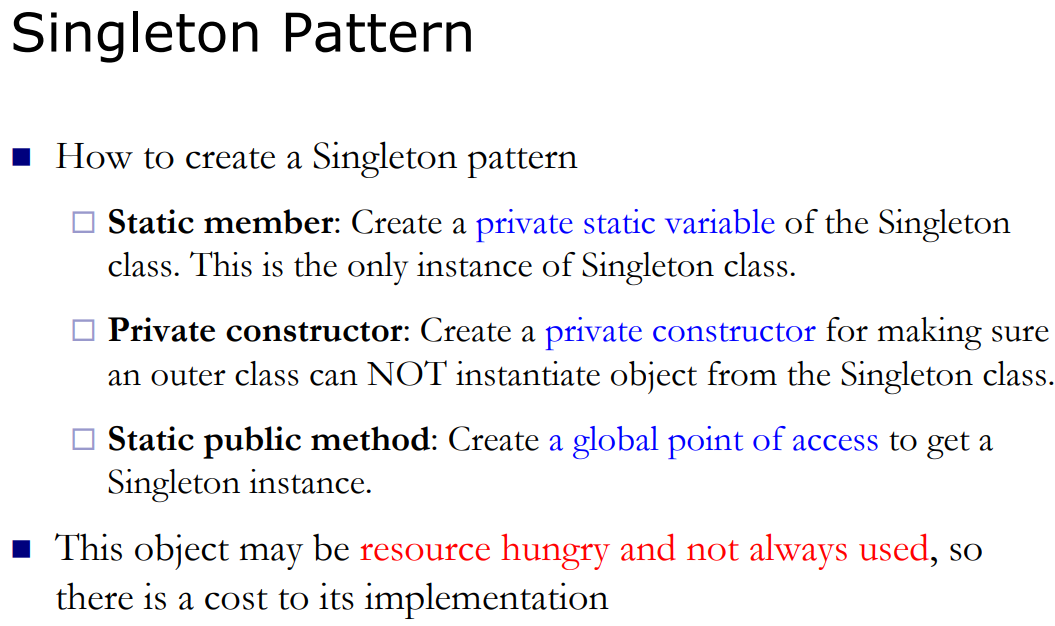 Singleton Pattern
How to create a Singleton pattern
Static member: Create a private static variable of the Singleton
class. This is the only instance of Singleton class.
Private constructor: Create a private constructor for making sure
an outer class can NOT instantiate object from the Singleton class.
Static public method: Create a global point of access to get a
Singleton instance.
This object may be resource hungry and not always used, so
there is a cost to its implementation